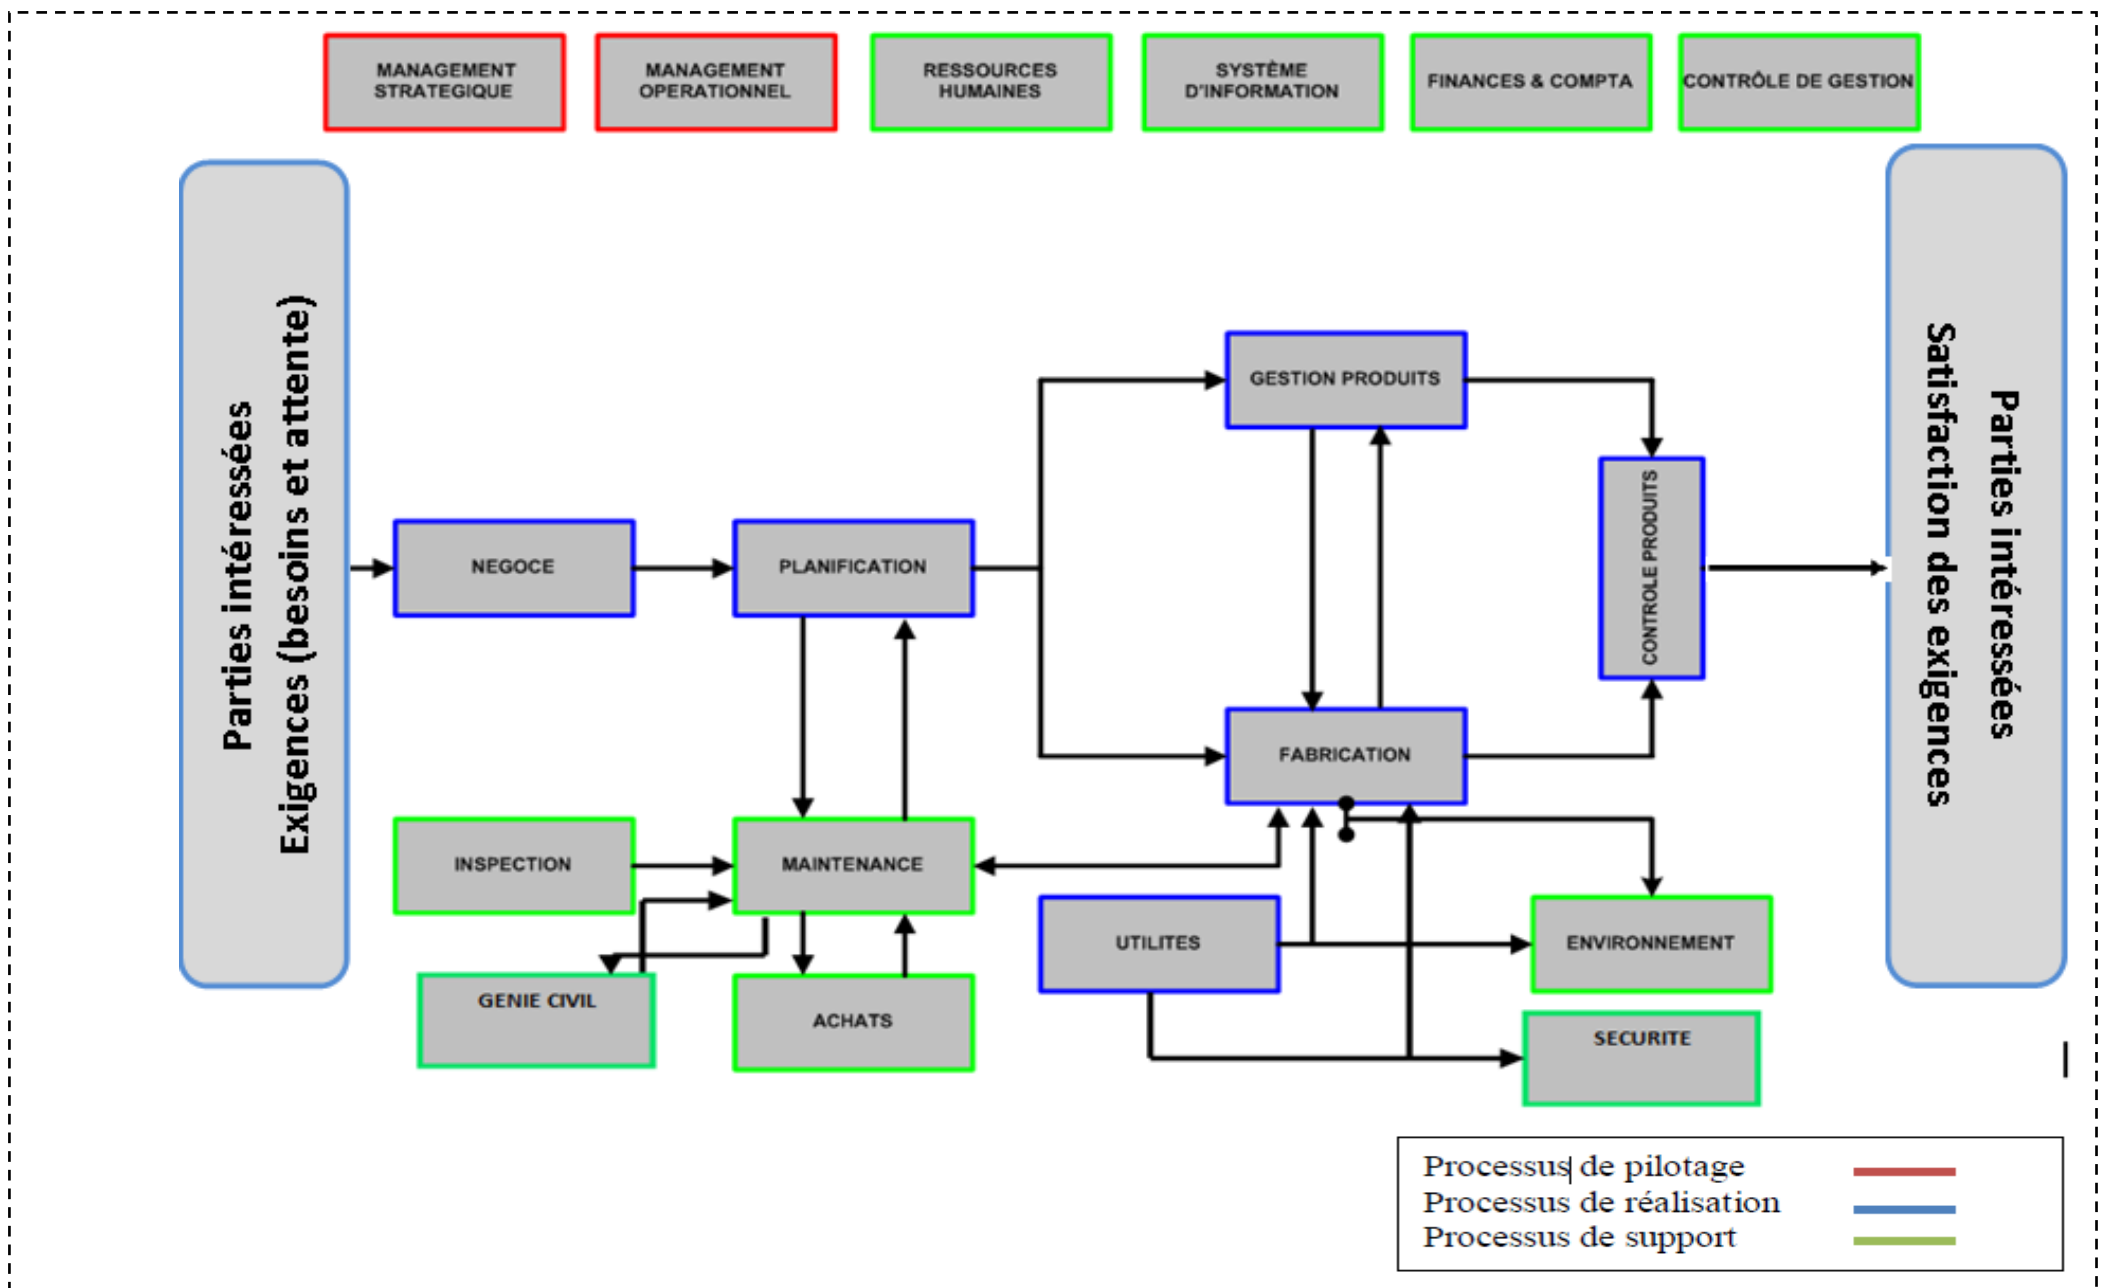 MANAGEMENT
STRATEGIQUE
MANAGEMENT
OPERATIONNEL
RESSOURCES
HUMAINES
SYSTÈME
D'INFORMATION
FINANCES & COMPTA
CONTRÔLE DE GESTION
Parties intéressées
Exigences (besoins et attente)
GESTION PRODUITS
NEGOCE
PLANIFICATION
CONTROLE PRODUITS
Parties intéressées
Satisfaction des exigences
FABRICATION
INSPECTION
MAINTENANCE
UTILITES
ENVIRONNEMENT
GENIE CIVIL
ACHATS
SECURITE
Processus de pilotage
Processus de réalisation
Processus de support